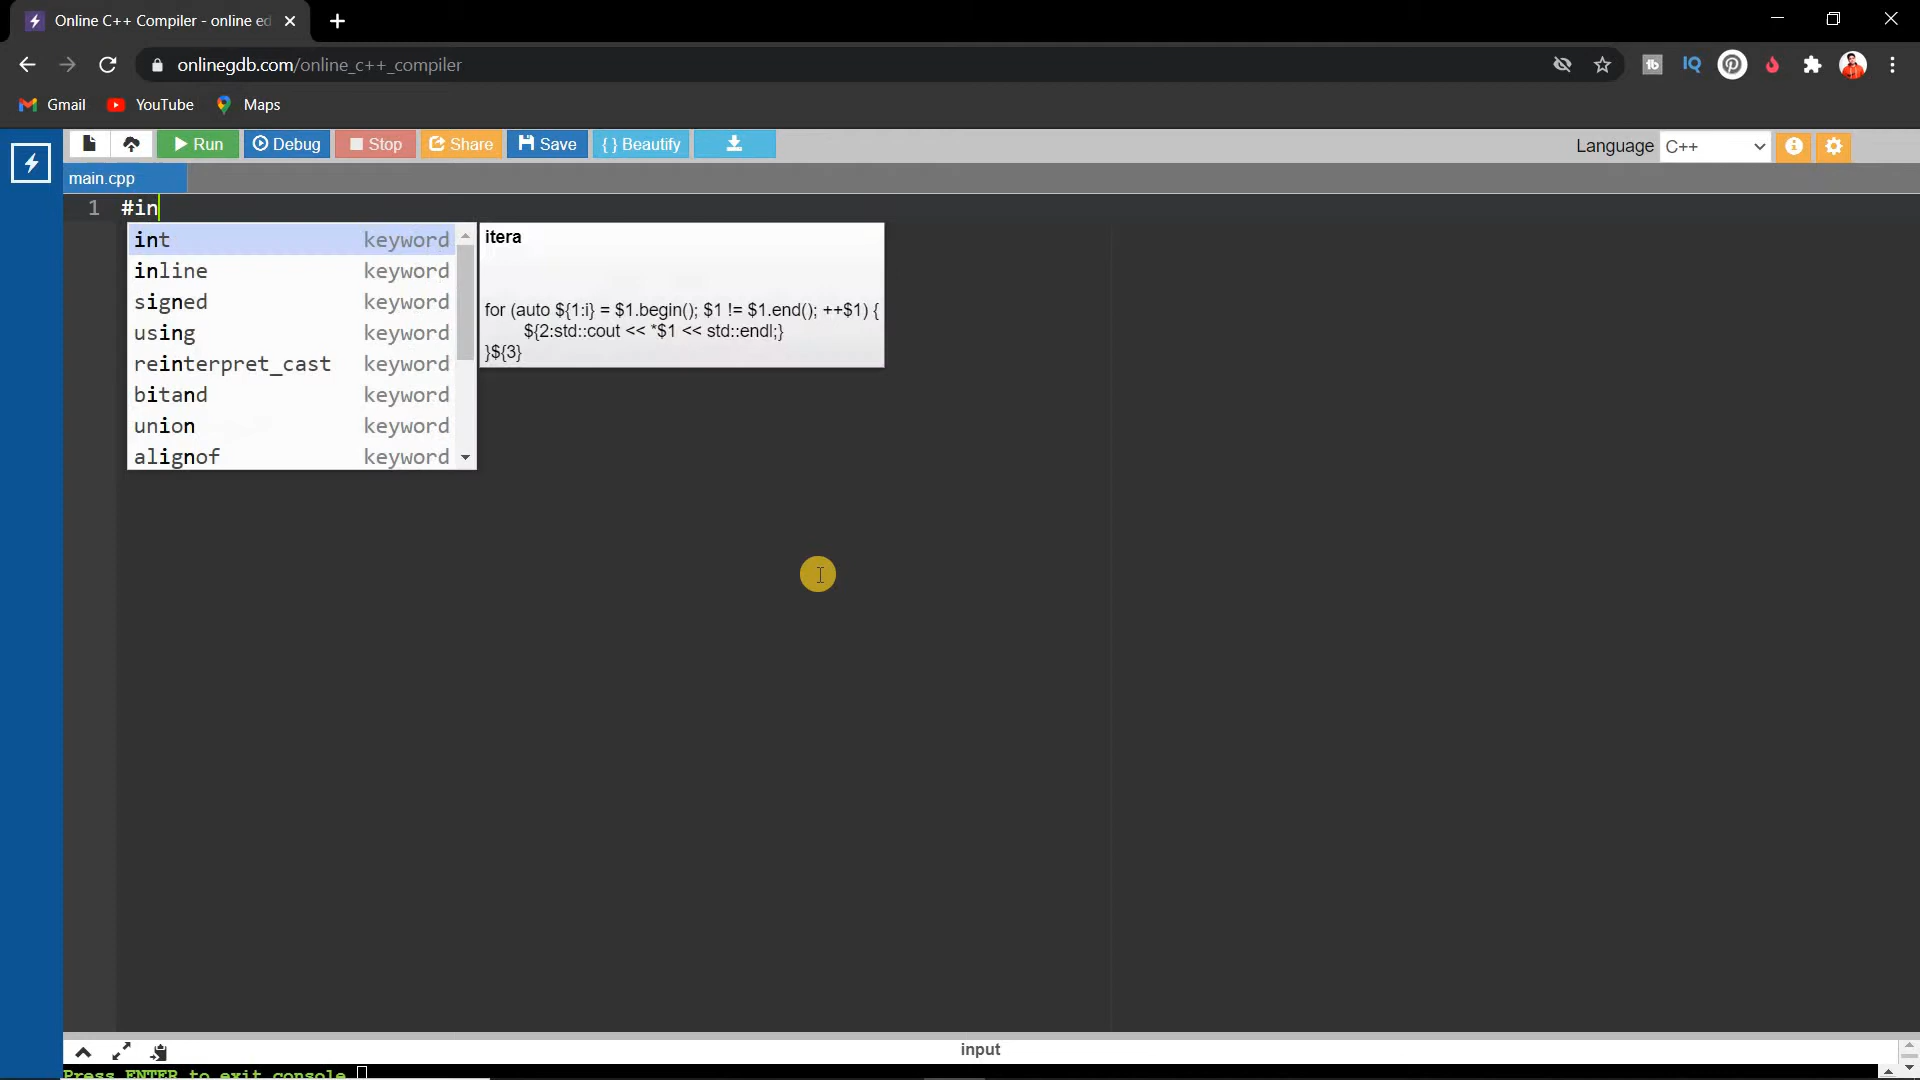 Online C++ Compiler - online ed
onlinegdb.com/online_c++_compiler
IQ
Gmail YouTube Maps
Run Debug Stop Share Save { } Beautify
Language C++
main.cpp
1 #in
int keyword
inline keyword
signed keyword
using keyword
reinterpret_cast keyword
bitand keyword
union keyword
alignof keyword
itera
for (auto ${1:i} = $1.begin(); $1 != $1.end(); ++$1) {
${2:std::cout << *$1 << std::endl;}
}${3}
input
Press ENTER to exit console